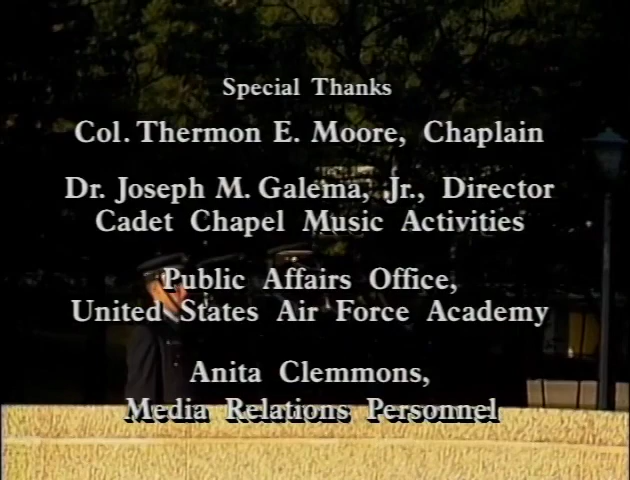 Special Thanks
Col. Thermon E. Moore, Chaplain
Dr. Joseph M. Galema, Jr., Director
Cadet Chapel Music Activities
Public Affairs Office,
United States Air Force Academy
Anita Clemmons,
Media Relations Personnel